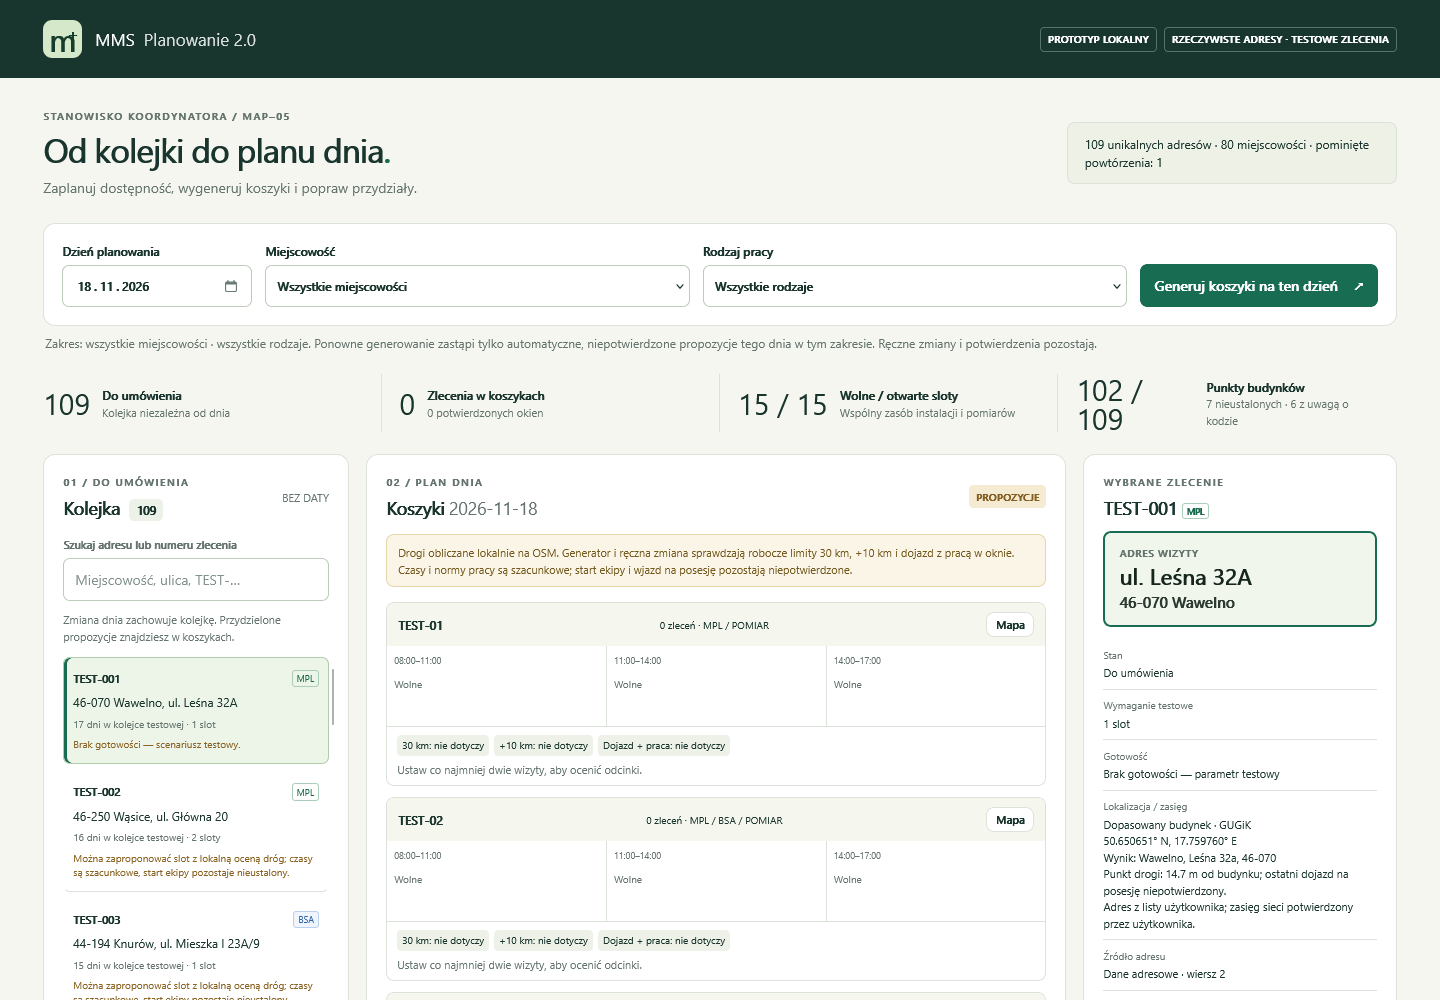 mt
MMS Planowanie 2.0
PROTOTYP LOKALNY
RZECZYWISTE ADRESY · TESTOWE ZLECENIA
STANOWISKO KOORDYNATORA / MAP–05
Od kolejki do planu dnia.
Zaplanuj dostępność, wygeneruj koszyki i popraw przydziały.
109 unikalnych adresów · 80 miejscowości · pominięte
powtórzenia: 1
Dzień planowania
18.11.2026
Miejscowość
Wszystkie miejscowości
Rodzaj pracy
Wszystkie rodzaje
Generuj koszyki na ten dzień ↗
Zakres: wszystkie miejscowości · wszystkie rodzaje. Ponowne generowanie zastąpi tylko automatyczne, niepotwierdzone propozycje tego dnia w tym zakresie. Ręczne zmiany i potwierdzenia pozostają.
109
Do umówienia
Kolejka niezależna od dnia
0
Zlecenia w koszykach
0 potwierdzonych okien
15 / 15
Wolne / otwarte sloty
Wspólny zasób instalacji i pomiarów
102 /
109
Punkty budynków
7 nieustalonych · 6 z uwagą o
kodzie
01 / DO UMÓWIENIA
Kolejka 109
BEZ DATY
Szukaj adresu lub numeru zlecenia
Miejscowość, ulica, TEST-...
Zmiana dnia zachowuje kolejkę. Przydzielone
propozycje znajdziesz w koszykach.
TEST-001 MPL
46-070 Wawelno, ul. Leśna 32A
17 dni w kolejce testowej · 1 slot
Brak gotowości — scenariusz testowy.
TEST-002 MPL
46-250 Wąsice, ul. Główna 20
16 dni w kolejce testowej · 2 sloty
Można zaproponować slot z lokalną oceną dróg; czasy
są szacunkowe, start ekipy pozostaje nieustalony.
TEST-003 BSA
44-194 Knurów, ul. Mieszka I 23A/9
15 dni w kolejce testowej · 1 slot
Można zaproponować slot z lokalną oceną dróg; czasy
są szacunkowe, start ekipy pozostaje nieustalony.
02 / PLAN DNIA
Koszyki 2026-11-18
PROPOZYCJE
Drogi obliczane lokalnie na OSM. Generator i ręczna zmiana sprawdzają robocze limity 30 km, +10 km i dojazd z pracą w oknie.
Czasy i normy pracy są szacunkowe; start ekipy i wjazd na posesję pozostają niepotwierdzone.
TEST-01
0 zleceń · MPL / POMIAR
Mapa
08:00–11:00
Wolne
11:00–14:00
Wolne
14:00–17:00
Wolne
30 km: nie dotyczy
+10 km: nie dotyczy
Dojazd + praca: nie dotyczy
Ustaw co najmniej dwie wizyty, aby ocenić odcinki.
TEST-02
0 zleceń · MPL / BSA / POMIAR
Mapa
08:00–11:00
Wolne
11:00–14:00
Wolne
14:00–17:00
Wolne
30 km: nie dotyczy
+10 km: nie dotyczy
Dojazd + praca: nie dotyczy
Ustaw co najmniej dwie wizyty, aby ocenić odcinki.
WYBRANE ZLECENIE
TEST-001 MPL
ADRES WIZYTY
ul. Leśna 32A
46-070 Wawelno
Stan
Do umówienia
Wymaganie testowe
1 slot
Gotowość
Brak gotowości — parametr testowy
Lokalizacja / zasięg
Dopasowany budynek · GUGiK
50.650651° N, 17.759760° E
Wynik: Wawelno, Leśna 32a, 46-070
Punkt drogi: 14.7 m od budynku; ostatni dojazd na
posesję niepotwierdzony.
Adres z listy użytkownika; zasięg sieci potwierdzony
przez użytkownika.
Źródło adresu
Dane adresowe · wiersz 2